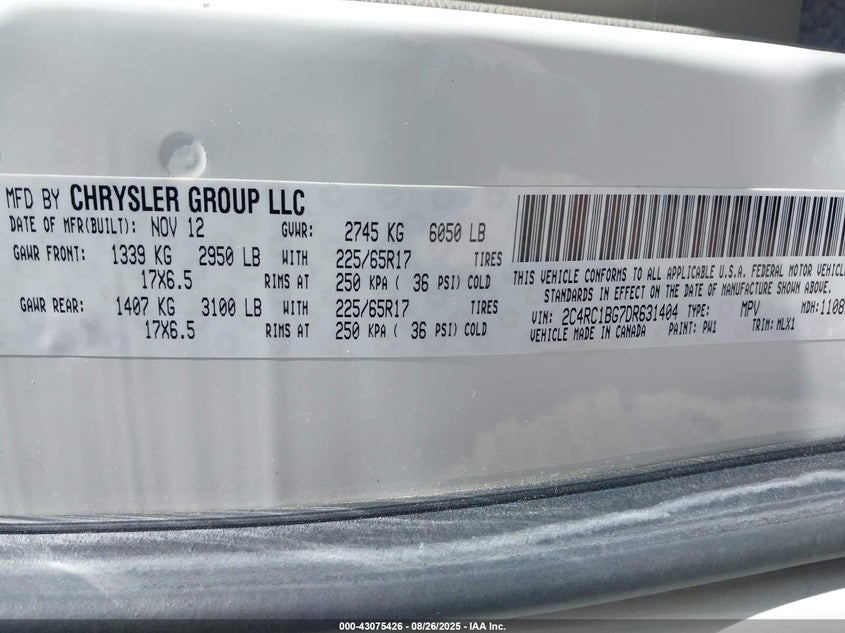 MFD BY CHRYSLER GROUP LLC
DATE OF MFR(BUILT): NOV 12 GVWR: 2745 KG 6050 LB
GAWR FRONT: 1339 KG 2950 LB WITH 225/65R17 TIRES
17X6.5 RIMS AT 250 KPA ( 36 PSI) COLD
GAWR REAR: 1407 KG 3100 LB WITH 225/65R17 TIRES
17X6.5 RIMS AT 250 KPA ( 36 PSI) COLD
THIS VEHICLE CONFORMS TO ALL APPLICABLE U.S.A. FEDERAL MOTOR VEHICL
STANDARDS IN EFFECT ON THE DATE OF MANUFACTURE SHOWN ABOVE.
VIN: 2C4RC1BG7DR631404 TYPE: MPV MDH: 1108
VEHICLE MADE IN CANADA PAINT: PW1 TRIM: MLX1
000-43075426 - 08/26/2025 - IAA Inc.